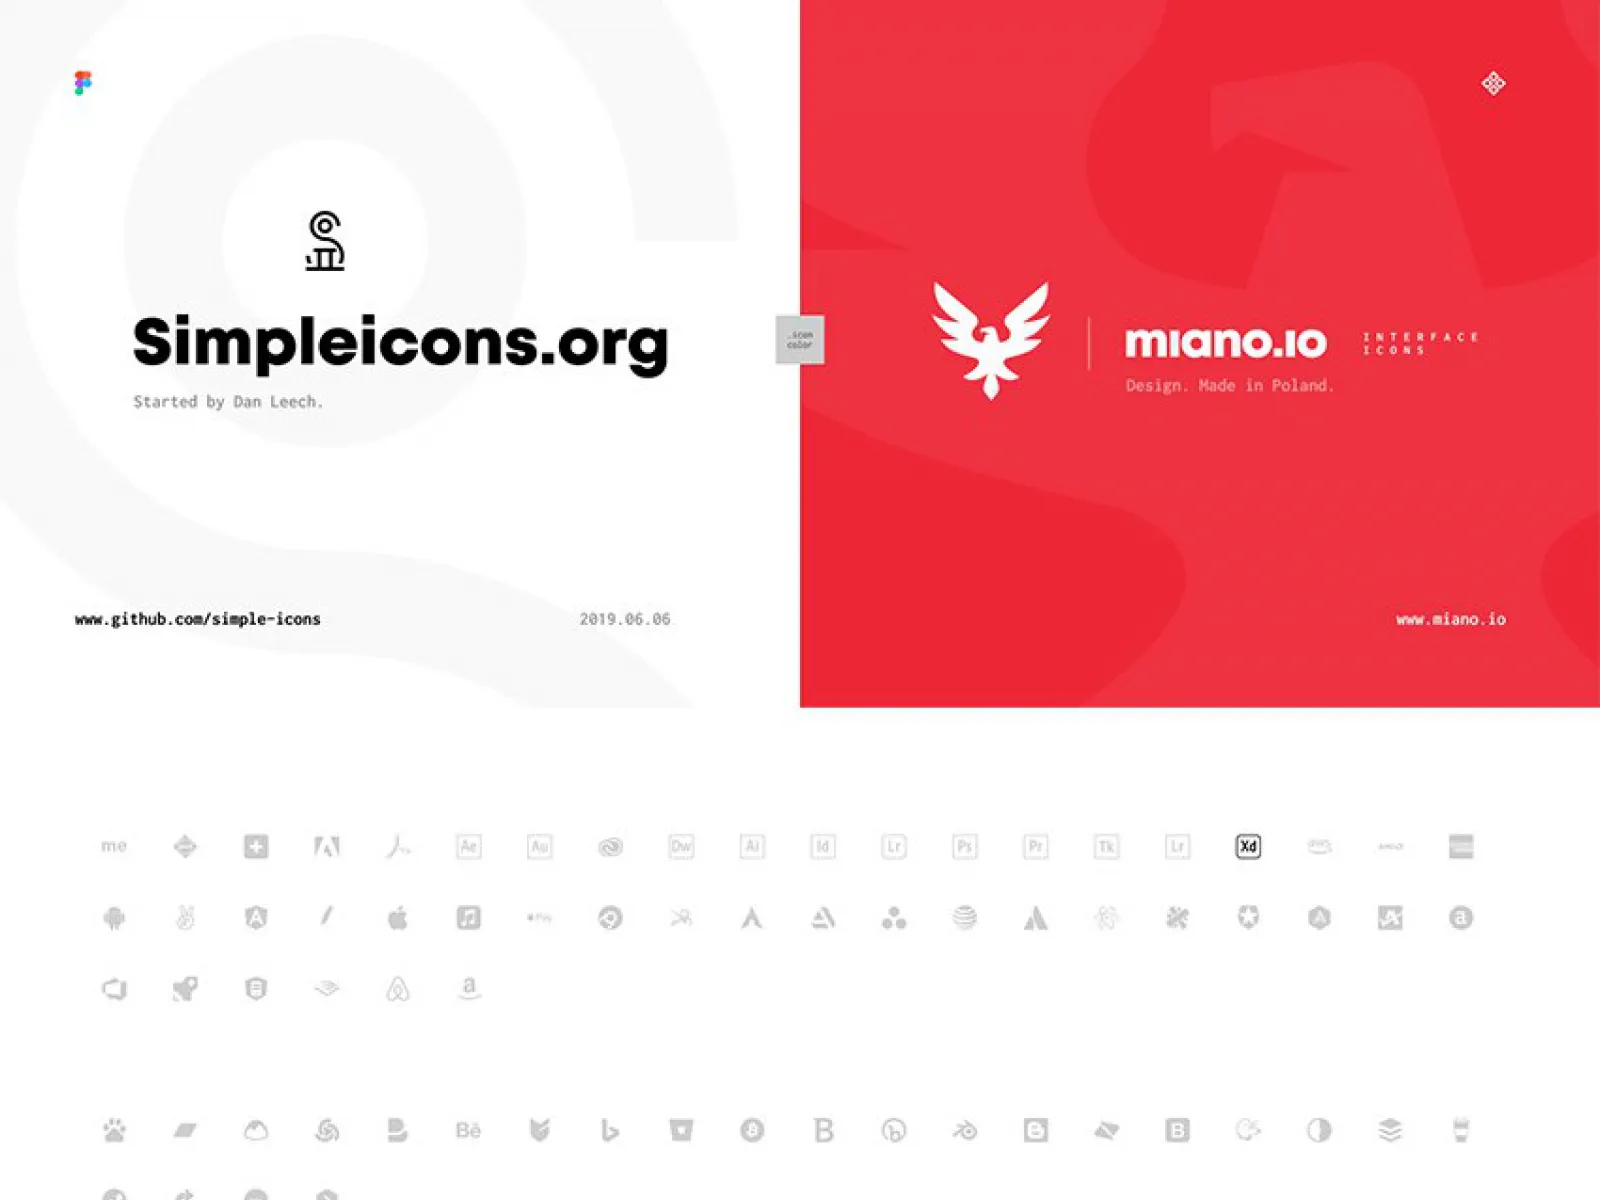 Simpleicons.org
Started by Dan Leech.
www.github.com/simple-icons
2019.06.06
.icon
color
miano.io
Design. Made in Poland.
INTERFACE
ICONS
www.miano.io
me
Ae
Au
Dw
Ai
Id
Lr
Ps
Pr
Tk
Lr
Xd
aws
A
a
a
Bē
B
B